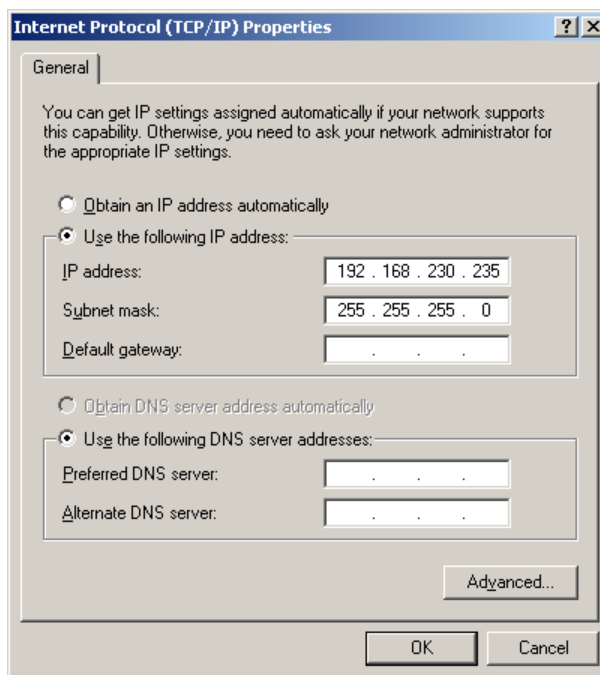 Internet Protocol (TCP/IP) Properties
General
You can get IP settings assigned automatically if your network supports
this capability. Otherwise, you need to ask your network administrator for
the appropriate IP settings.
Obtain an IP address automatically
Use the following IP address:
IP address: 192 . 168 . 230 . 235
Subnet mask: 255 . 255 . 255 . 0
Default gateway: . . .
Obtain DNS server address automatically
Use the following DNS server addresses:
Preferred DNS server: . . .
Alternate DNS server: . . .
Advanced...
OK Cancel